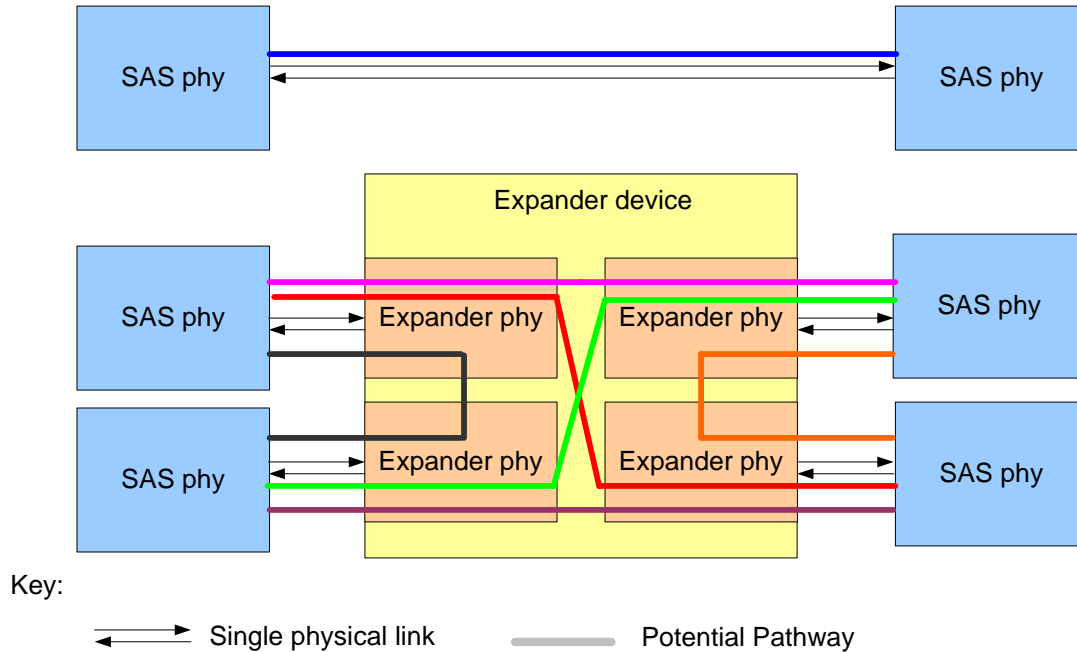 SAS phy
SAS phy
Expander device
SAS phy
Expander phy
Expander phy
SAS phy
SAS phy
Expander phy
Expander phy
SAS phy
Key:
Single physical link
Potential Pathway